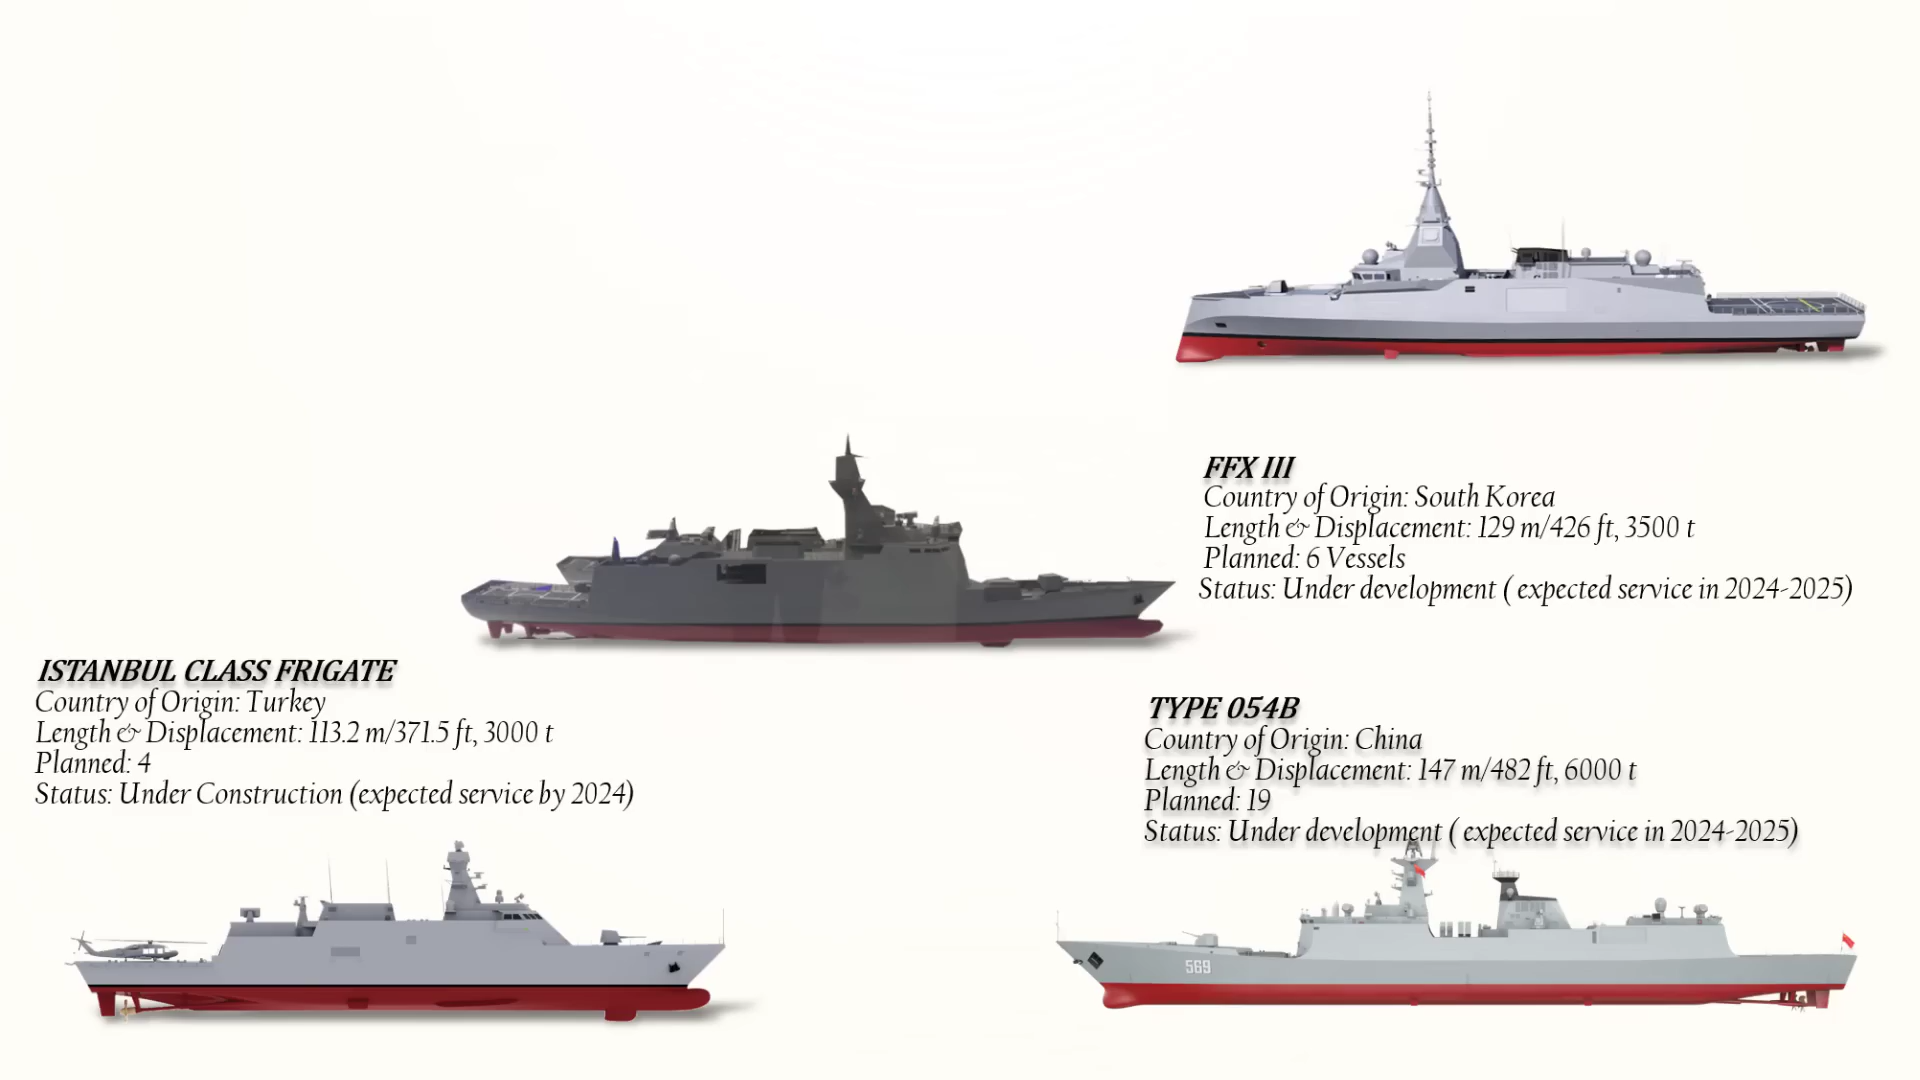 FFX III
Country of Origin: South Korea
Length & Displacement: 129 m/426 ft, 3500 t
Planned: 6 Vessels
Status: Under development ( expected service in 2024-2025)
ISTANBUL CLASS FRIGATE
Country of Origin: Turkey
Length & Displacement: 113.2 m/371.5 ft, 3000 t
Planned: 4
Status: Under Construction (expected service by 2024)
TYPE 054B
Country of Origin: China
Length & Displacement: 147 m/482 ft, 6000 t
Planned: 19
Status: Under development ( expected service in 2024-2025)
569